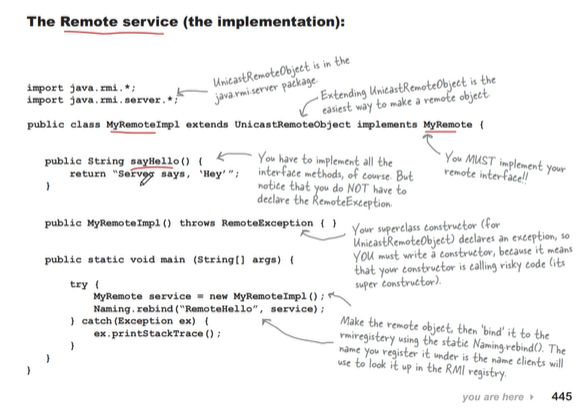 The Remote service (the implementation):
UnicastRemoteObject is in the
java.rmi.server package.
import java.rmi.*;
import java.rmi.server.*;
Extending UnicastRemoteObject is the
easiest way to make a remote object
public class MyRemoteImpl extends UnicastRemoteObject implements MyRemote {
public String sayHello() {
return "Server says, 'Hey'";
}
You have to implement all the
interface methods, of course. But
notice that you do NOT have to
declare the RemoteException.
You MUST implement your
remote interface!!
public MyRemoteImpl() throws RemoteException { }
Your superclass constructor (for
UnicastRemoteObject) declares an exception, so
YOU must write a constructor, because it means
that your constructor is calling risky code (its
super constructor).
public static void main (String[] args) {
try {
MyRemote service = new MyRemoteImpl();
Naming.rebind("RemoteHello", service);
} catch(Exception ex) {
ex.printStackTrace();
}
}
}
Make the remote object, then 'bind' it to the
rmiregistery using the static Naming.rebind(). The
name you register it under is the name clients will
use to look it up in the RMI registry.
you are here ▸ 445